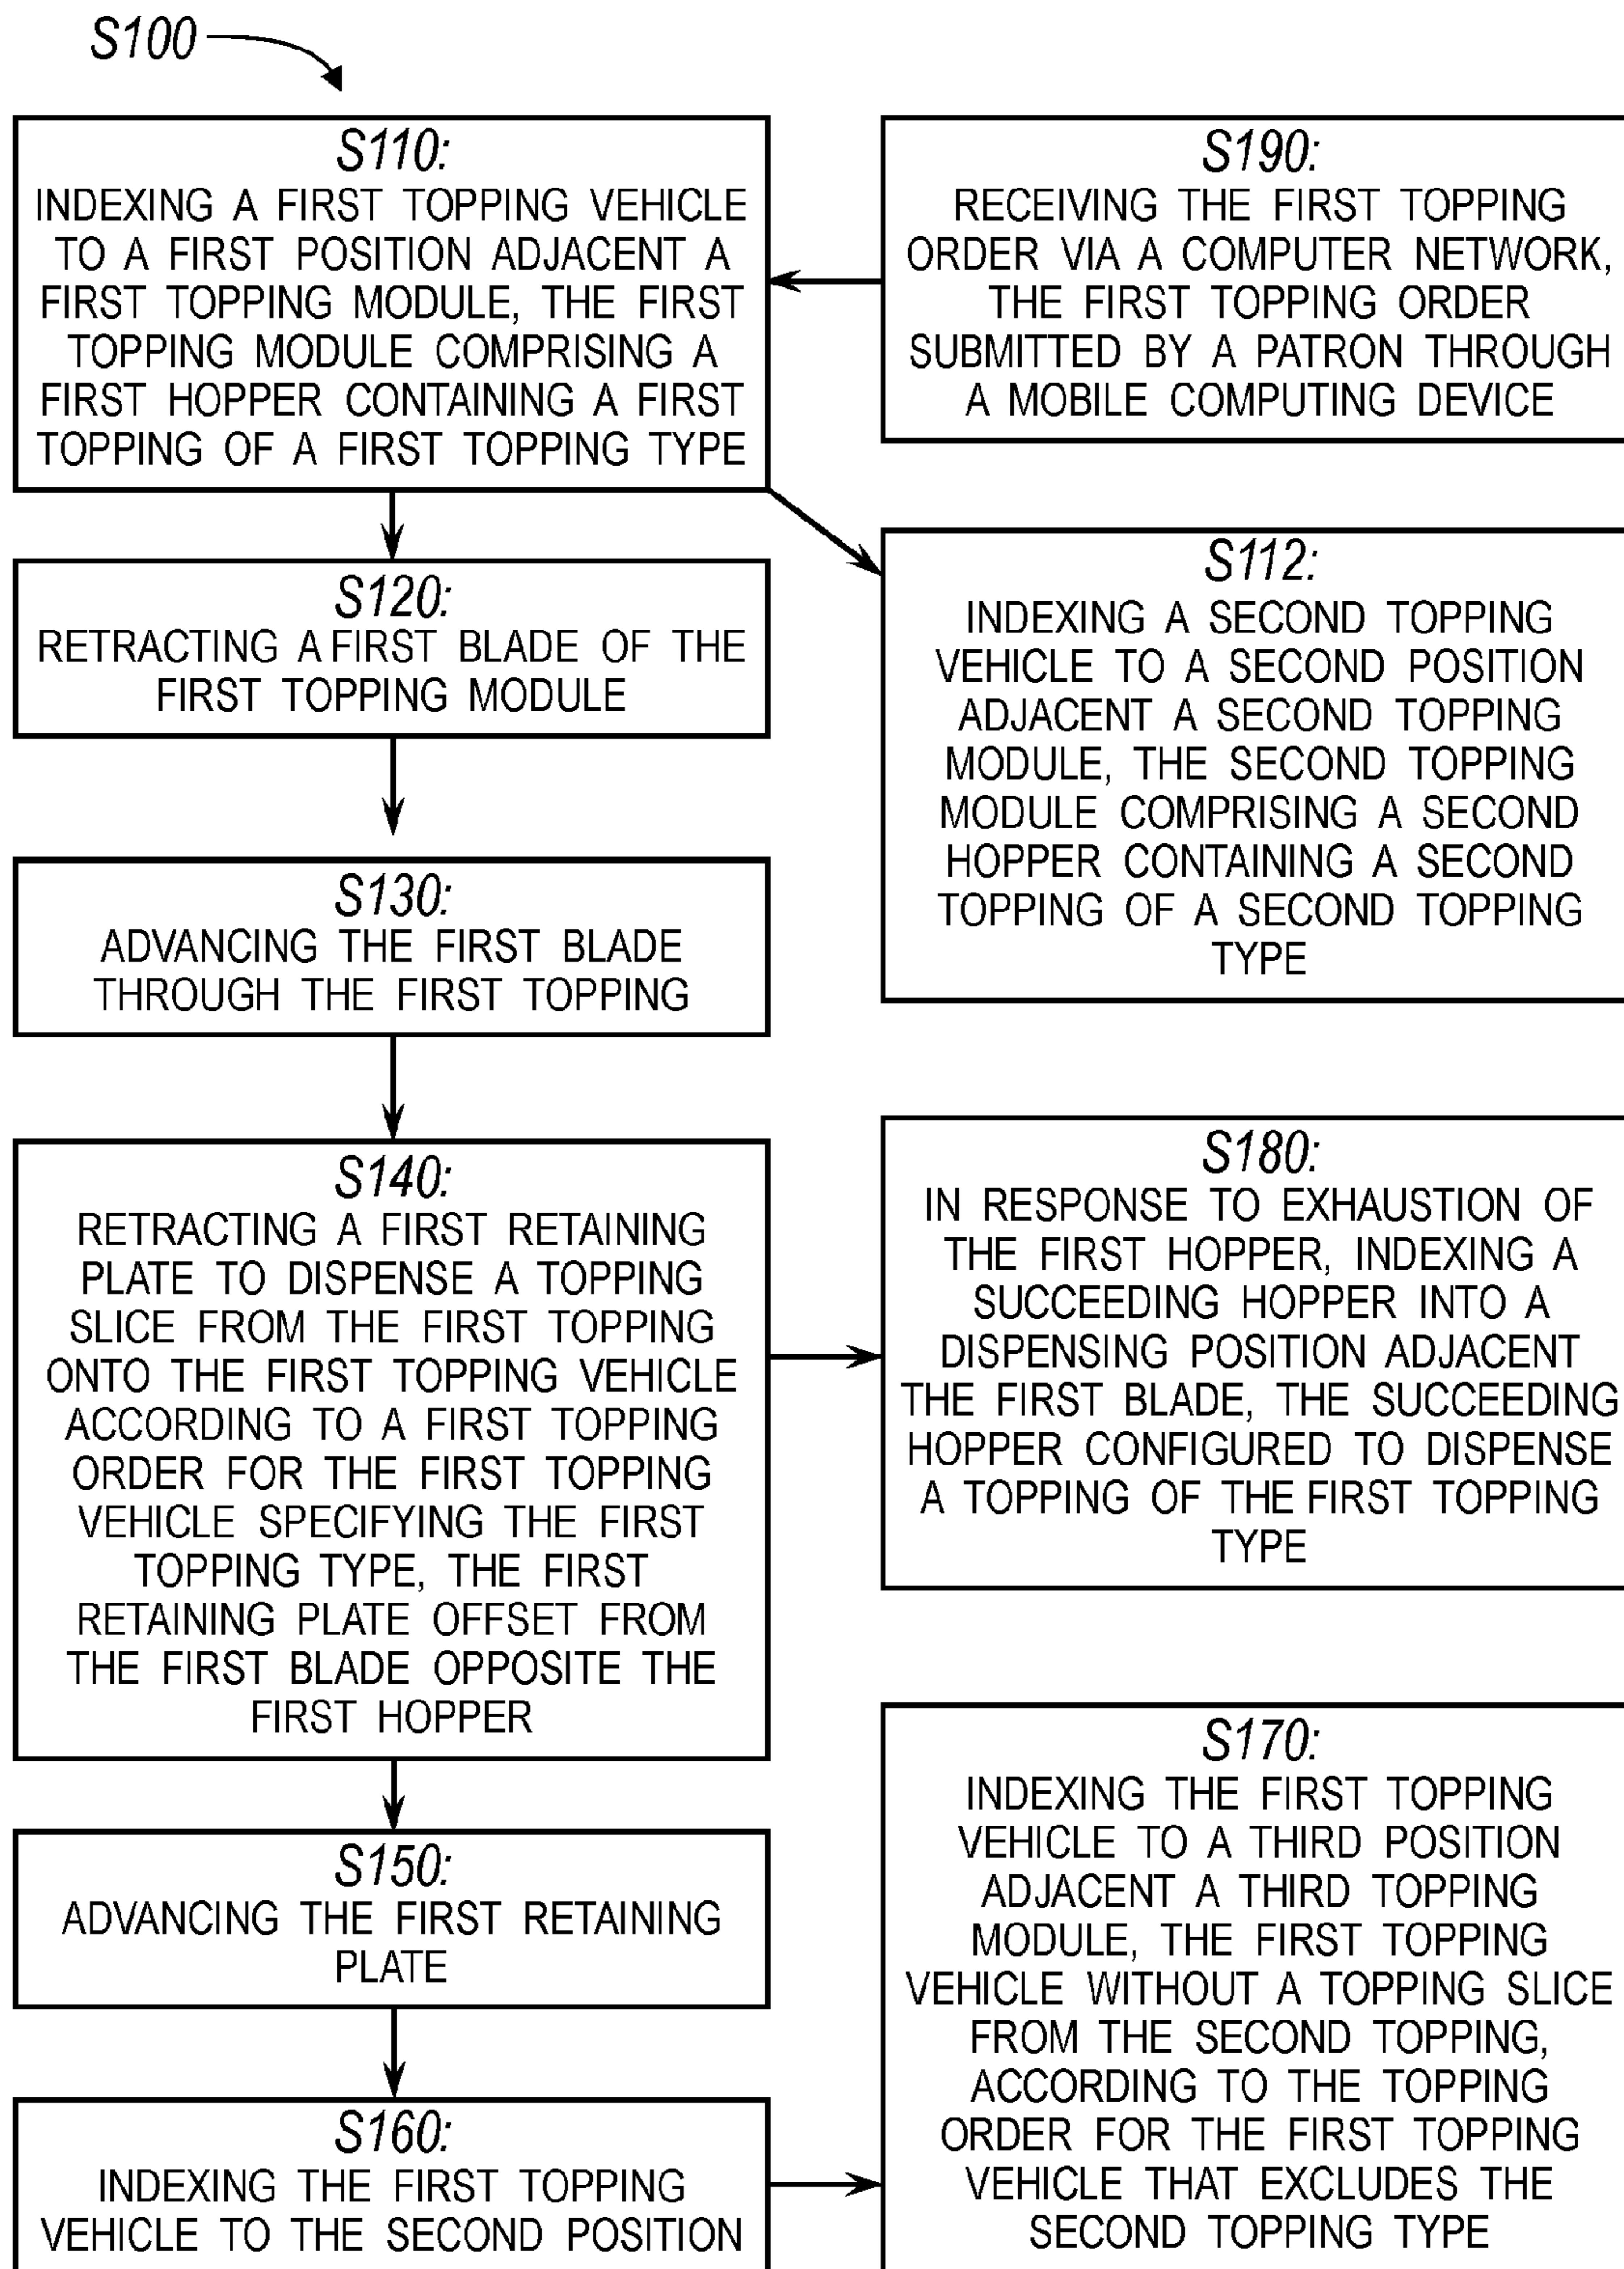 S100
S110:
INDEXING A FIRST TOPPING VEHICLE
TO A FIRST POSITION ADJACENT A
FIRST TOPPING MODULE, THE FIRST
TOPPING MODULE COMPRISING A
FIRST HOPPER CONTAINING A FIRST
TOPPING OF A FIRST TOPPING TYPE
S190:
RECEIVING THE FIRST TOPPING
ORDER VIA A COMPUTER NETWORK,
THE FIRST TOPPING ORDER
SUBMITTED BY A PATRON THROUGH
A MOBILE COMPUTING DEVICE
S120:
RETRACTING A FIRST BLADE OF THE
FIRST TOPPING MODULE
S112:
INDEXING A SECOND TOPPING
VEHICLE TO A SECOND POSITION
ADJACENT A SECOND TOPPING
MODULE, THE SECOND TOPPING
MODULE COMPRISING A SECOND
HOPPER CONTAINING A SECOND
TOPPING OF A SECOND TOPPING
TYPE
S130:
ADVANCING THE FIRST BLADE
THROUGH THE FIRST TOPPING
S140:
RETRACTING A FIRST RETAINING
PLATE TO DISPENSE A TOPPING
SLICE FROM THE FIRST TOPPING
ONTO THE FIRST TOPPING VEHICLE
ACCORDING TO A FIRST TOPPING
ORDER FOR THE FIRST TOPPING
VEHICLE SPECIFYING THE FIRST
TOPPING TYPE, THE FIRST
RETAINING PLATE OFFSET FROM
THE FIRST BLADE OPPOSITE THE
FIRST HOPPER
S180:
IN RESPONSE TO EXHAUSTION OF
THE FIRST HOPPER, INDEXING A
SUCCEEDING HOPPER INTO A
DISPENSING POSITION ADJACENT
THE FIRST BLADE, THE SUCCEEDING
HOPPER CONFIGURED TO DISPENSE
A TOPPING OF THE FIRST TOPPING
TYPE
S150:
ADVANCING THE FIRST RETAINING
PLATE
S160:
INDEXING THE FIRST TOPPING
VEHICLE TO THE SECOND POSITION
S170:
INDEXING THE FIRST TOPPING
VEHICLE TO A THIRD POSITION
ADJACENT A THIRD TOPPING
MODULE, THE FIRST TOPPING
VEHICLE WITHOUT A TOPPING SLICE
FROM THE SECOND TOPPING,
ACCORDING TO THE TOPPING
ORDER FOR THE FIRST TOPPING
VEHICLE THAT EXCLUDES THE
SECOND TOPPING TYPE